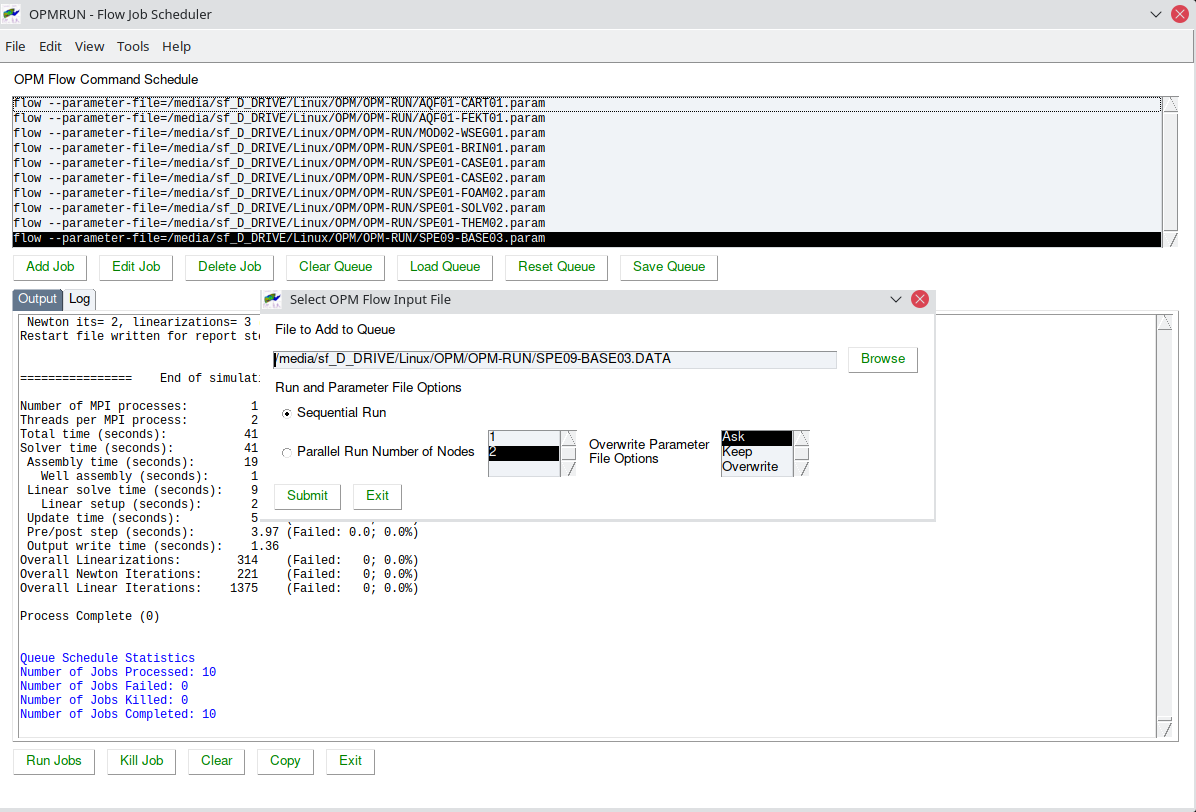 OPMRUN - Flow Job Scheduler
File Edit View Tools Help
OPM Flow Command Schedule
flow --parameter-file=/media/sf_D_DRIVE/Linux/OPM/OPM-RUN/AQF01-CART01.param
flow --parameter-file=/media/sf_D_DRIVE/Linux/OPM/OPM-RUN/AQF01-FEKT01.param
flow --parameter-file=/media/sf_D_DRIVE/Linux/OPM/OPM-RUN/MOD02-WSEG01.param
flow --parameter-file=/media/sf_D_DRIVE/Linux/OPM/OPM-RUN/SPE01-BRIN01.param
flow --parameter-file=/media/sf_D_DRIVE/Linux/OPM/OPM-RUN/SPE01-CASE01.param
flow --parameter-file=/media/sf_D_DRIVE/Linux/OPM/OPM-RUN/SPE01-CASE02.param
flow --parameter-file=/media/sf_D_DRIVE/Linux/OPM/OPM-RUN/SPE01-FOAM02.param
flow --parameter-file=/media/sf_D_DRIVE/Linux/OPM/OPM-RUN/SPE01-SOLV02.param
flow --parameter-file=/media/sf_D_DRIVE/Linux/OPM/OPM-RUN/SPE01-THEM02.param
flow --parameter-file=/media/sf_D_DRIVE/Linux/OPM/OPM-RUN/SPE09-BASE03.param
Add Job Edit Job Delete Job Clear Queue Load Queue Reset Queue Save Queue
Output Log
Select OPM Flow Input File
File to Add to Queue
/media/sf_D_DRIVE/Linux/OPM/OPM-RUN/SPE09-BASE03.DATA
Browse
Run and Parameter File Options
Sequential Run
Parallel Run Number of Nodes
1
2
Overwrite Parameter
File Options
Ask
Keep
Overwrite
Submit Exit
Newton its= 2, linearizations= 3
Restart file written for report ste
================ End of simulati
Number of MPI processes: 1
Threads per MPI process: 2
Total time (seconds): 41
Solver time (seconds): 41
Assembly time (seconds): 19
Well assembly (seconds): 1
Linear solve time (seconds): 9
Linear setup (seconds): 2
Update time (seconds): 5
Pre/post step (seconds): 3.97 (Failed: 0.0; 0.0%)
Output write time (seconds): 1.36
Overall Linearizations: 314 (Failed: 0; 0.0%)
Overall Newton Iterations: 221 (Failed: 0; 0.0%)
Overall Linear Iterations: 1375 (Failed: 0; 0.0%)
Process Complete (0)
Queue Schedule Statistics
Number of Jobs Processed: 10
Number of Jobs Failed: 0
Number of Jobs Killed: 0
Number of Jobs Completed: 10
Run Jobs Kill Job Clear Copy Exit